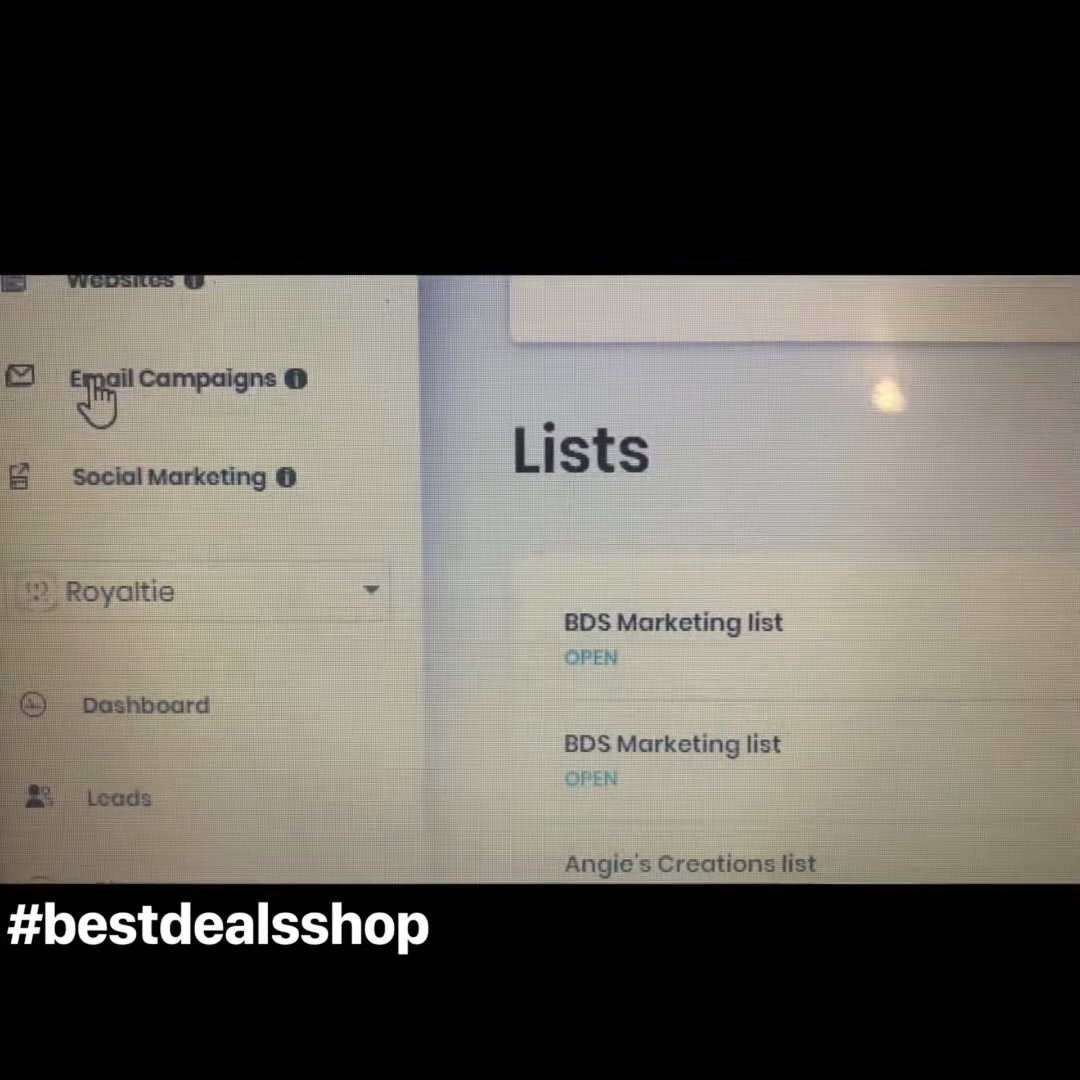 Websites
Email Campaigns
Social Marketing
Royaltie
Dashboard
Leads
Lists
BDS Marketing list
OPEN
BDS Marketing list
OPEN
Angie's Creations list
#bestdealsshop